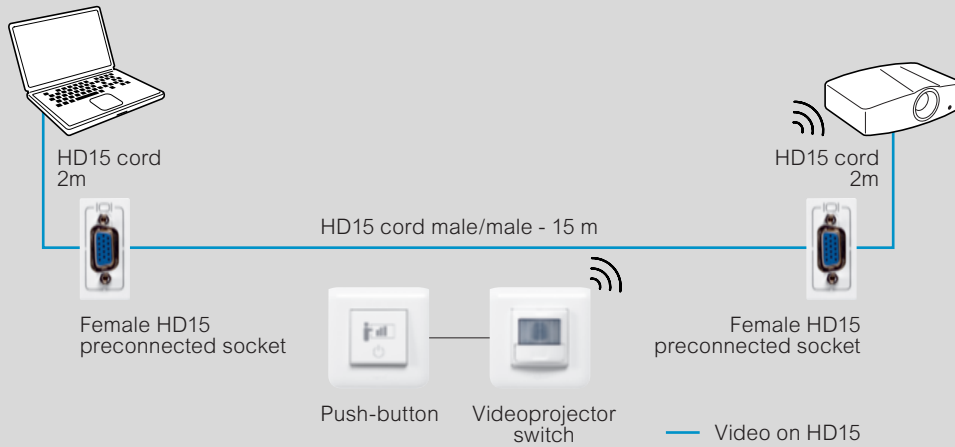 HD15 cord
2m
HD15 cord
2m
HD15 cord male/male - 15 m
Female HD15
preconnected socket
Female HD15
preconnected socket
Push-button
Videoprojector
switch
Video on HD15